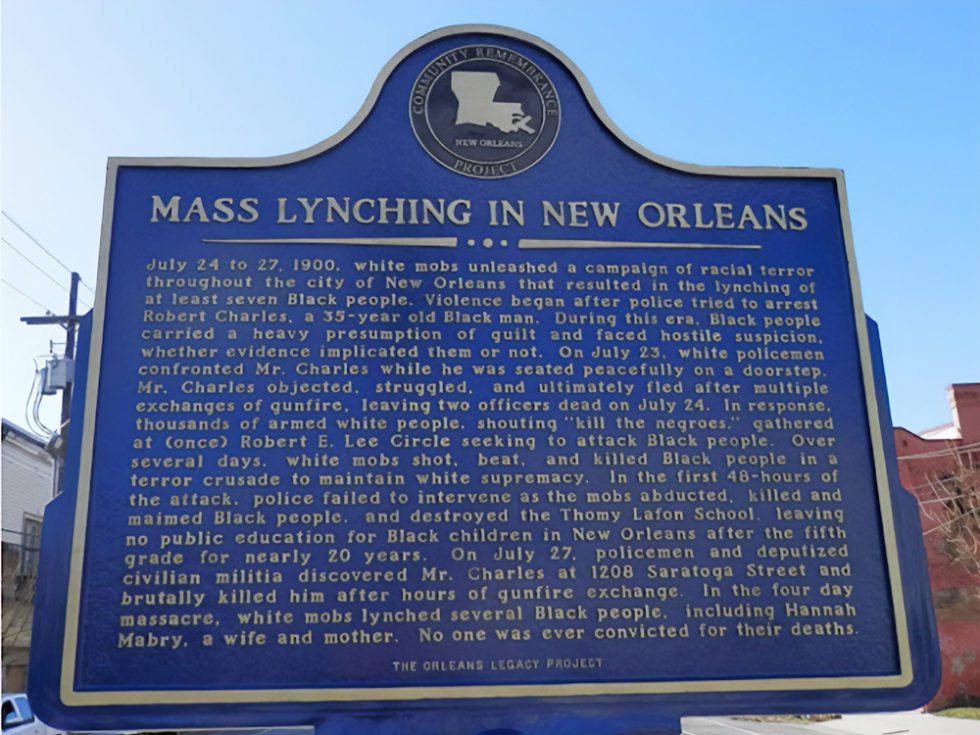 COMMUNITY REMEMBRANCE
NEW ORLEANS
PROJECT
MASS LYNCHING IN NEW ORLEANS
July 24 to 27, 1900, white mobs unleashed a campaign of racial terror
throughout the city of New Orleans that resulted in the lynching of
at least seven Black people. Violence began after police tried to arrest
Robert Charles, a 35-year old Black man. During this era, Black people
carried a heavy presumption of guilt and faced hostile suspicion,
whether evidence implicated them or not. On July 23, white policemen
confronted Mr. Charles while he was seated peacefully on a doorstep.
Mr. Charles objected, struggled, and ultimately fled after multiple
exchanges of gunfire, leaving two officers dead on July 24. In response,
thousands of armed white people, shouting "kill the negroes," gathered
at (once) Robert E. Lee Circle seeking to attack Black people. Over
several days, white mobs shot, beat, and killed Black people in a
terror crusade to maintain white supremacy. In the first 48-hours of
the attack, police failed to intervene as the mobs abducted, killed and
maimed Black people, and destroyed the Thomy Lafon School, leaving
no public education for Black children in New Orleans after the fifth
grade for nearly 20 years. On July 27, policemen and deputized
civilian militia discovered Mr. Charles at 1208 Saratoga Street and
brutally killed him after hours of gunfire exchange. In the four day
massacre, white mobs lynched several Black people, including Hannah
Mabry, a wife and mother. No one was ever convicted for their deaths.
THE ORLEANS LEGACY PROJECT